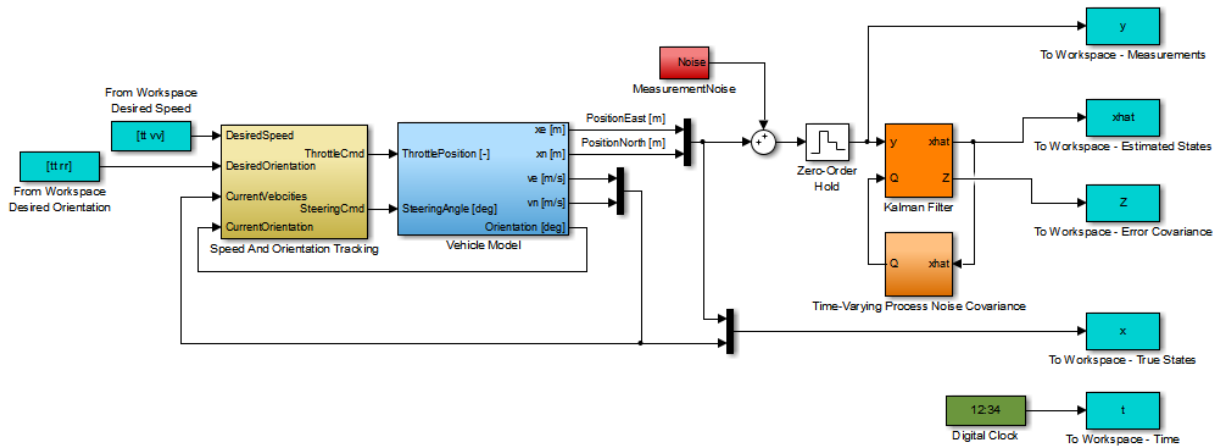 From Workspace
Desired Speed
[tt vv]
[tt rr]
From Workspace
Desired Orientation
DesiredSpeed
ThrottleCmd
DesiredOrientation
CurrentVelocities
SteeringCmd
CurrentOrientation
Speed And Orientation Tracking
xe [m]
ThrottlePosition [-]
xn [m]
ve [m/s]
vn [m/s]
SteeringAngle [deg]
Orientation [deg]
Vehicle Model
PositionEast [m]
PositionNorth [m]
Noise
MeasurementNoise
+
+
Zero-Order
Hold
y
xhat
Q
Z
Kalman Filter
Q
xhat
Time-Varying Process Noise Covariance
y
To Workspace - Measurements
xhat
To Workspace - Estimated States
Z
To Workspace - Error Covariance
x
To Workspace - True States
12:34
Digital Clock
t
To Workspace - Time